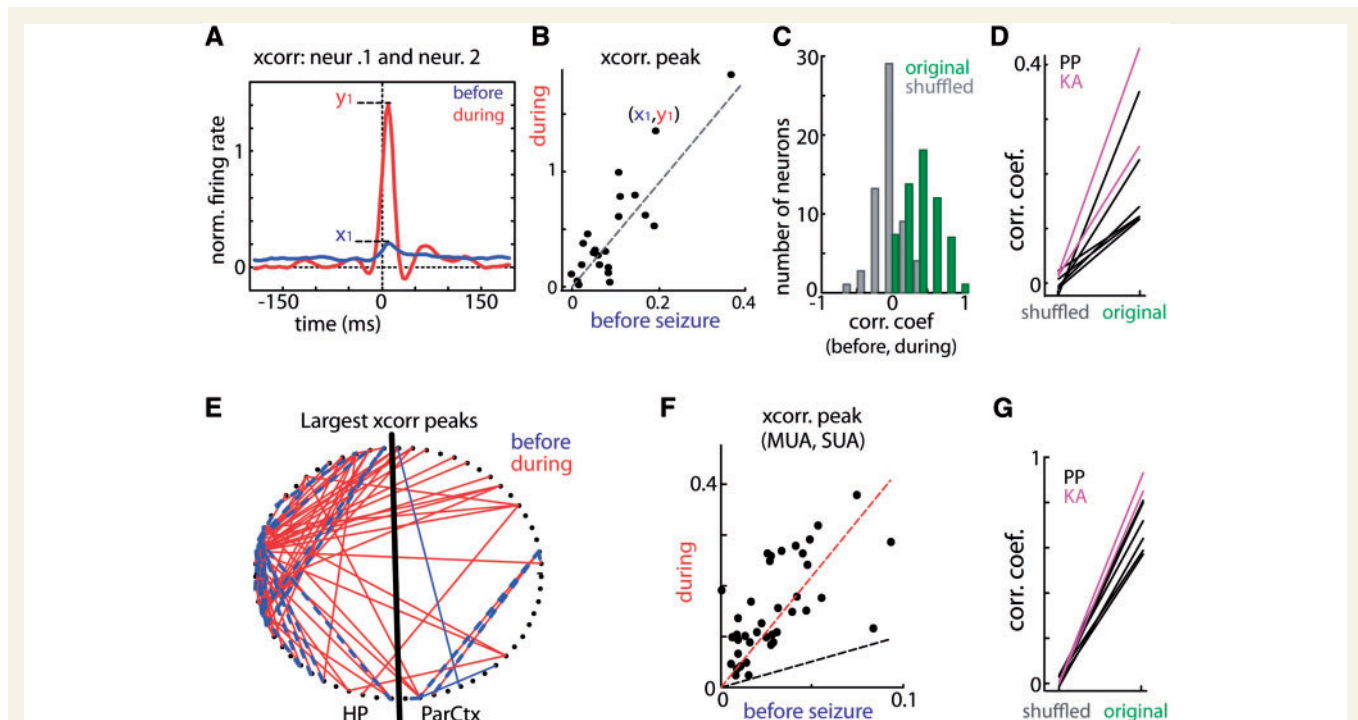 A
xcorr: neur .1 and neur. 2
y1
before
during
x1
norm. firing rate
1
0
-150
0
150
time (ms)
B
xcorr. peak
during
(x1,y1)
1
0
0
0.2
0.4
before seizure
C
30
original
shuffled
20
10
0
number of neurons
-1
0
1
corr. coef
(before, during)
D
0.4
PP
KA
corr. coef.
0
shuffled original
E
Largest xcorr peaks
before
during
HP
ParCtx
F
xcorr. peak
(MUA, SUA)
0.4
during
0
0
0.1
before seizure
G
1
PP
KA
corr. coef.
0
shuffled original